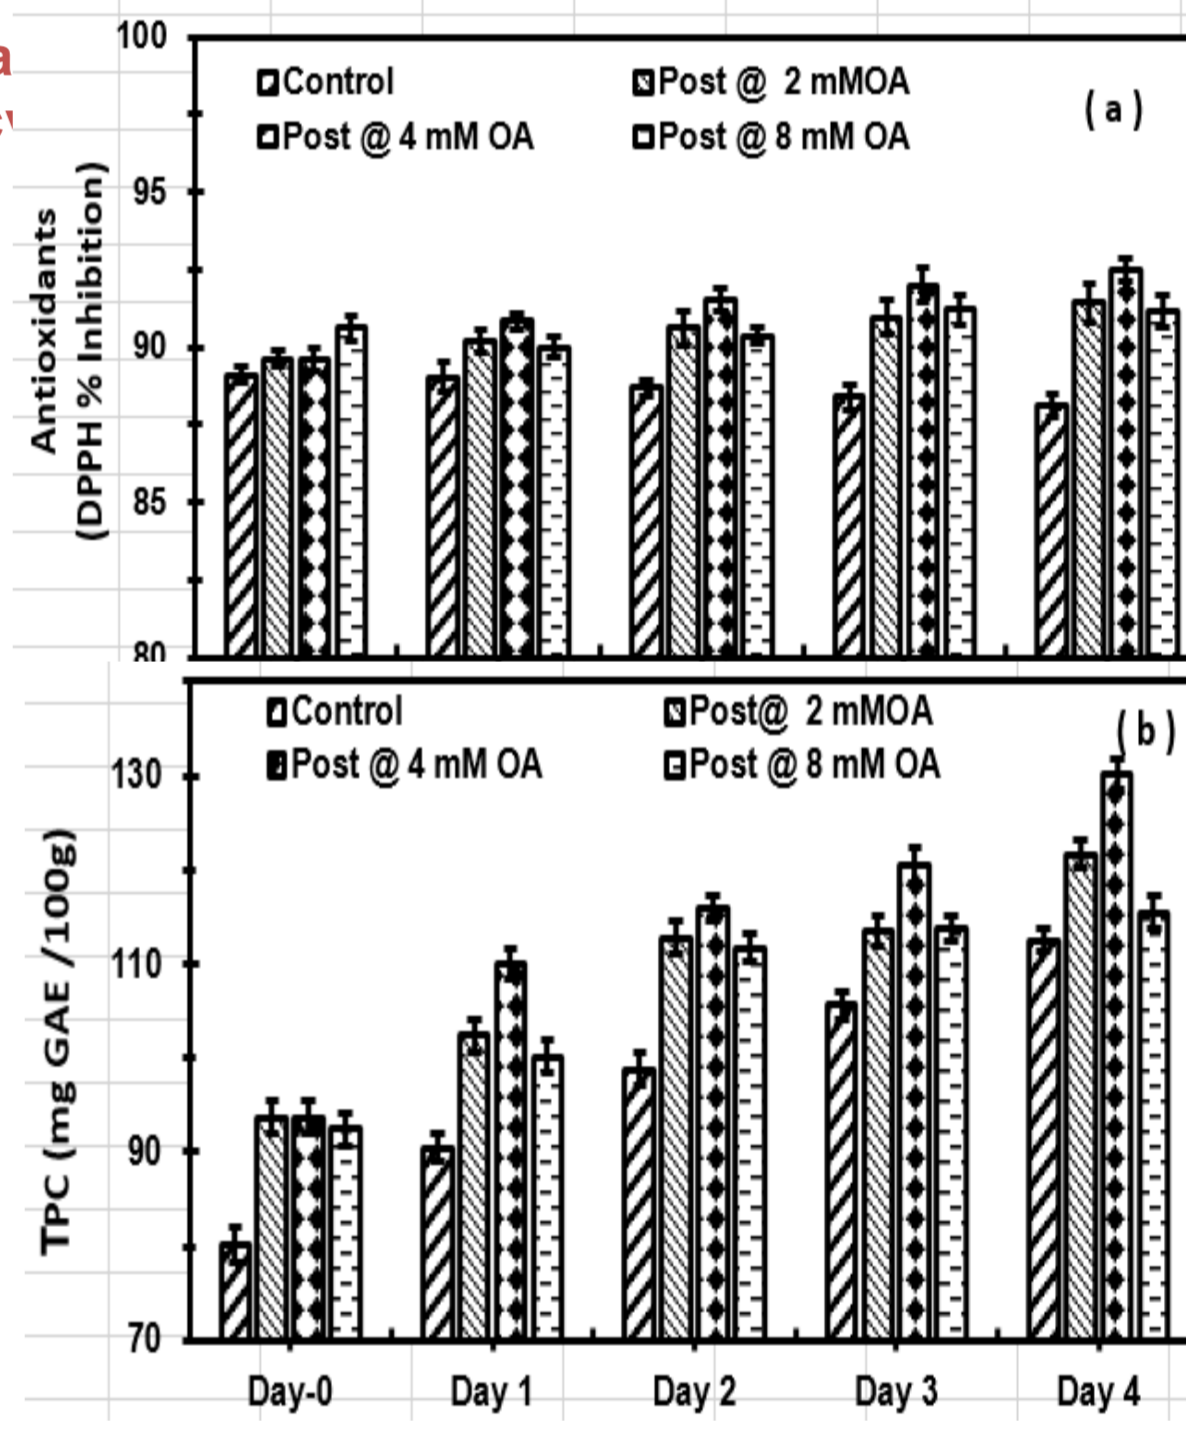 a
100
Control
Post @ 2 mMOA
( a )
Post @ 4 mM OA
Post @ 8 mM OA
95
90
85
80
Antioxidants
(DPPH % Inhibition)
Control
Post@ 2 mMOA
( b )
Post @ 4 mM OA
Post @ 8 mM OA
130
110
90
70
TPC (mg GAE /100g)
Day-0
Day 1
Day 2
Day 3
Day 4